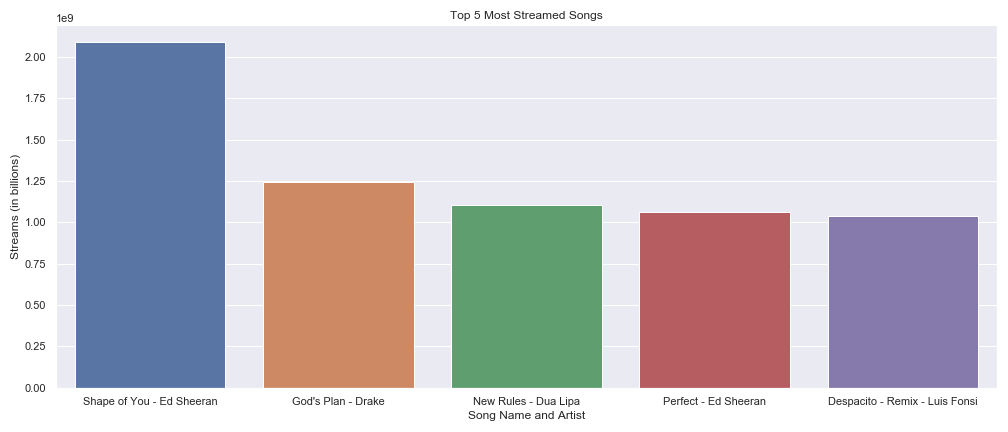 Top 5 Most Streamed Songs
1e9
2.00
1.75
1.50
1.25
1.00
0.75
0.50
0.25
0.00
Streams (in billions)
Shape of You - Ed Sheeran
God's Plan - Drake
New Rules - Dua Lipa
Perfect - Ed Sheeran
Despacito - Remix - Luis Fonsi
Song Name and Artist